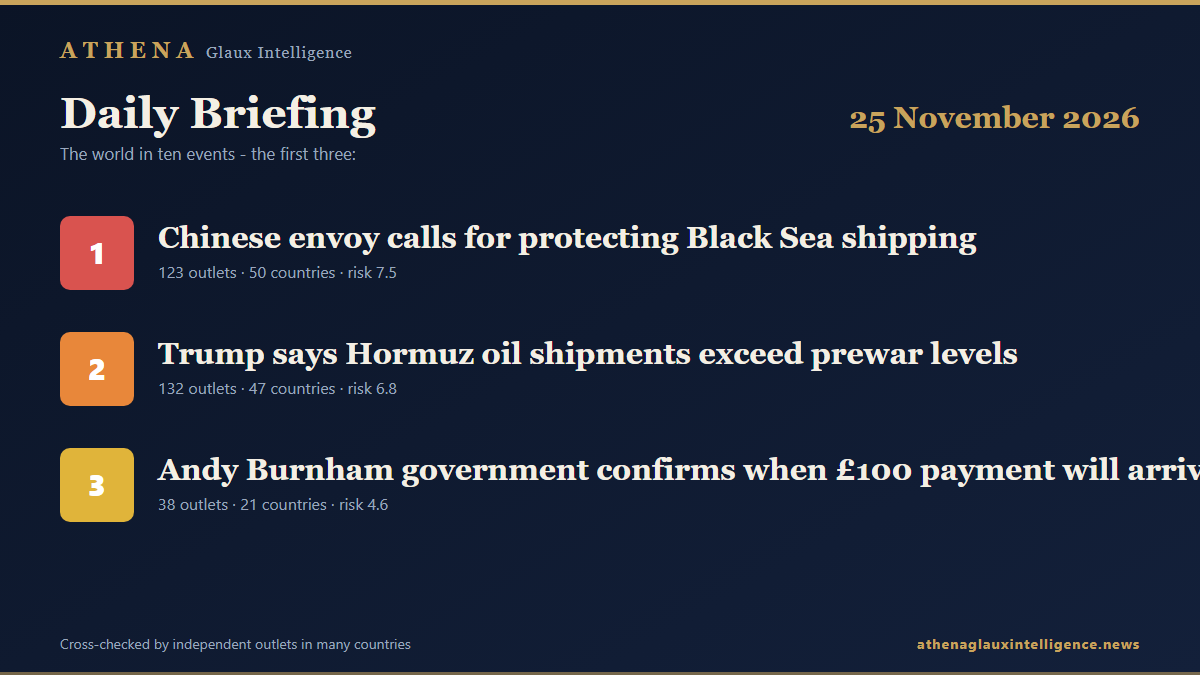 ATHENA Glaux Intelligence
Daily Briefing
25 November 2026
The world in ten events - the first three:
1
Chinese envoy calls for protecting Black Sea shipping
123 outlets · 50 countries · risk 7.5
2
Trump says Hormuz oil shipments exceed prewar levels
132 outlets · 47 countries · risk 6.8
3
Andy Burnham government confirms when £100 payment will arriv
38 outlets · 21 countries · risk 4.6
Cross-checked by independent outlets in many countries
athenaglauxintelligence.news